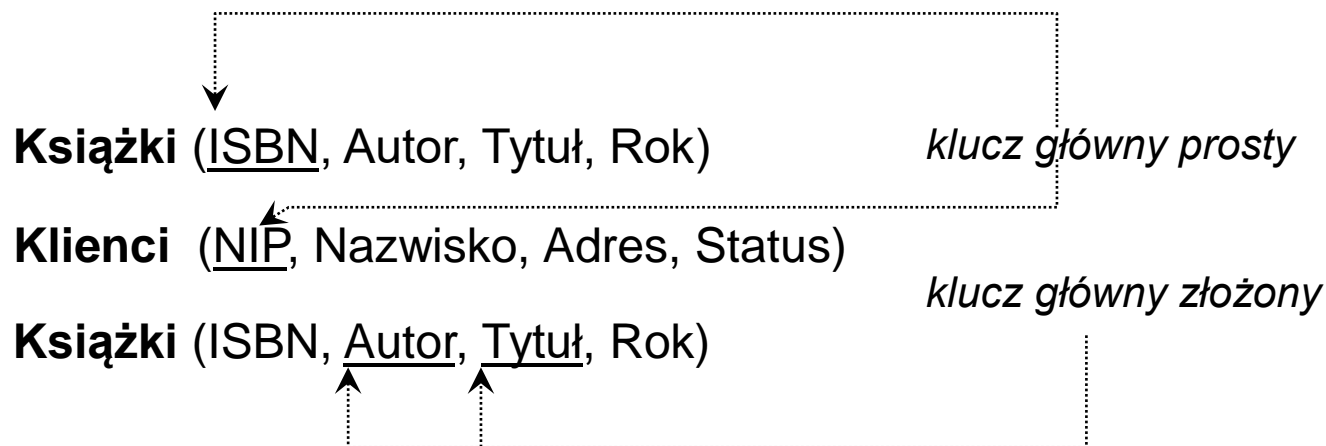 Książki (ISBN, Autor, Tytuł, Rok) klucz główny prosty
Klienci (NIP, Nazwisko, Adres, Status)
klucz główny złożony
Książki (ISBN, Autor, Tytuł, Rok)